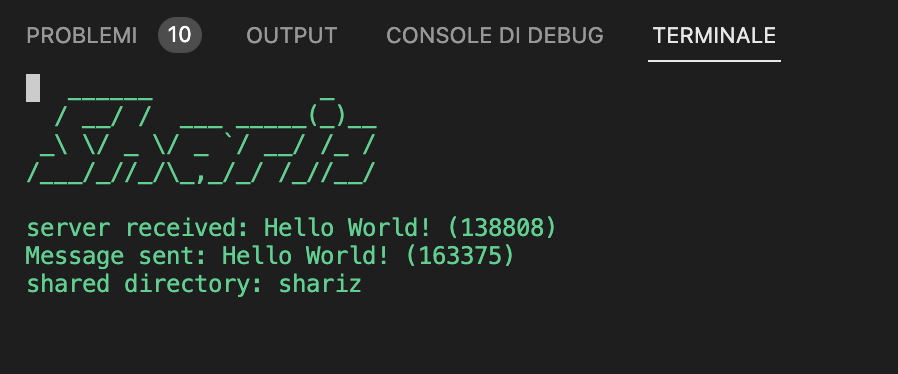 PROBLEMI 10 OUTPUT CONSOLE DI DEBUG TERMINALE
Shariz
server received: Hello World! (138808)
Message sent: Hello World! (163375)
shared directory: shariz